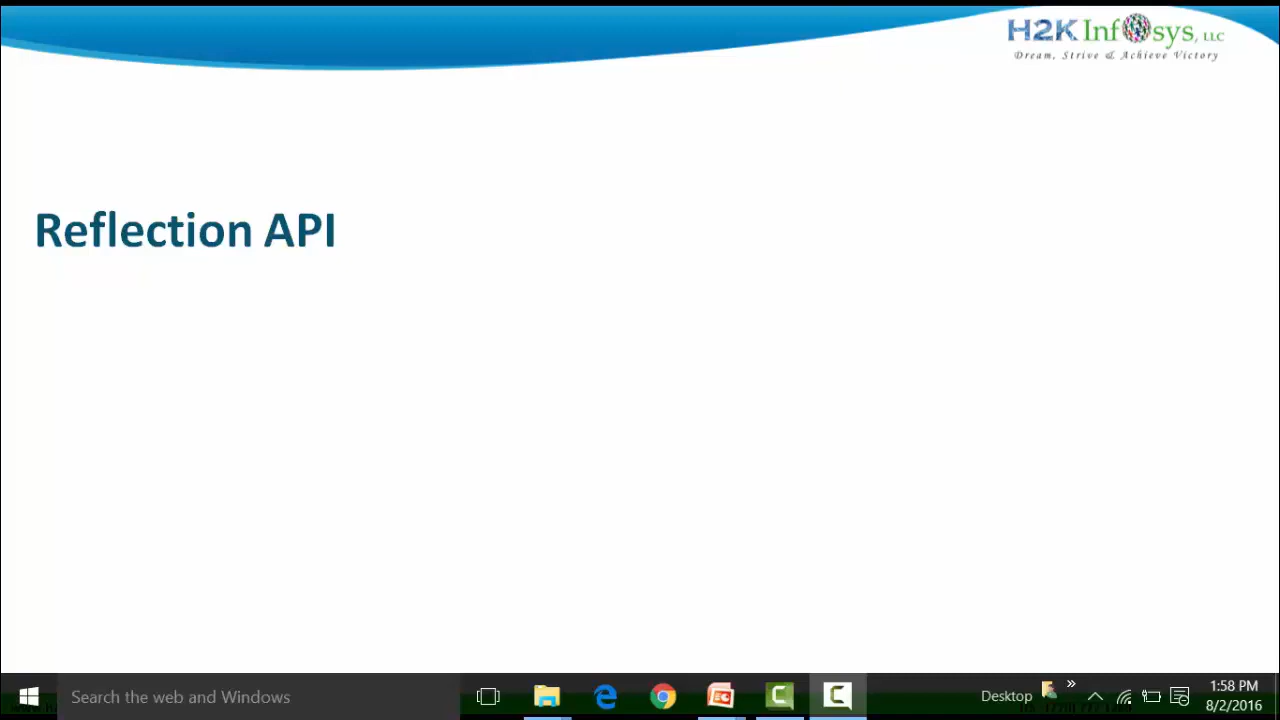 H2K Infosys, LLC
Dream, Strive & Achieve Victory
Reflection API
Search the web and Windows
Desktop
1:58 PM
8/2/2016